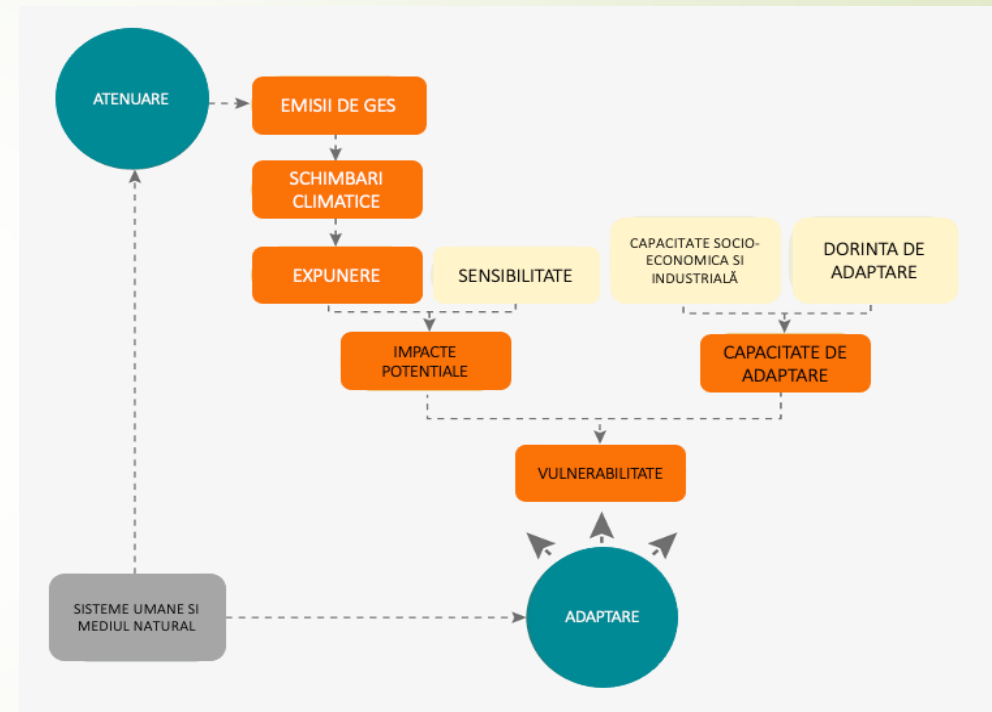 ATENUARE
EMISII DE GES
SCHIMBARI
CLIMATICE
EXPUNERE
SENSIBILITATE
CAPACITATE SOCIO-
ECONOMICA SI
INDUSTRIALĂ
DORINTA DE
ADAPTARE
IMPACTE
POTENTIALE
CAPACITATE DE
ADAPTARE
VULNERABILITATE
SISTEME UMANE SI
MEDIUL NATURAL
ADAPTARE